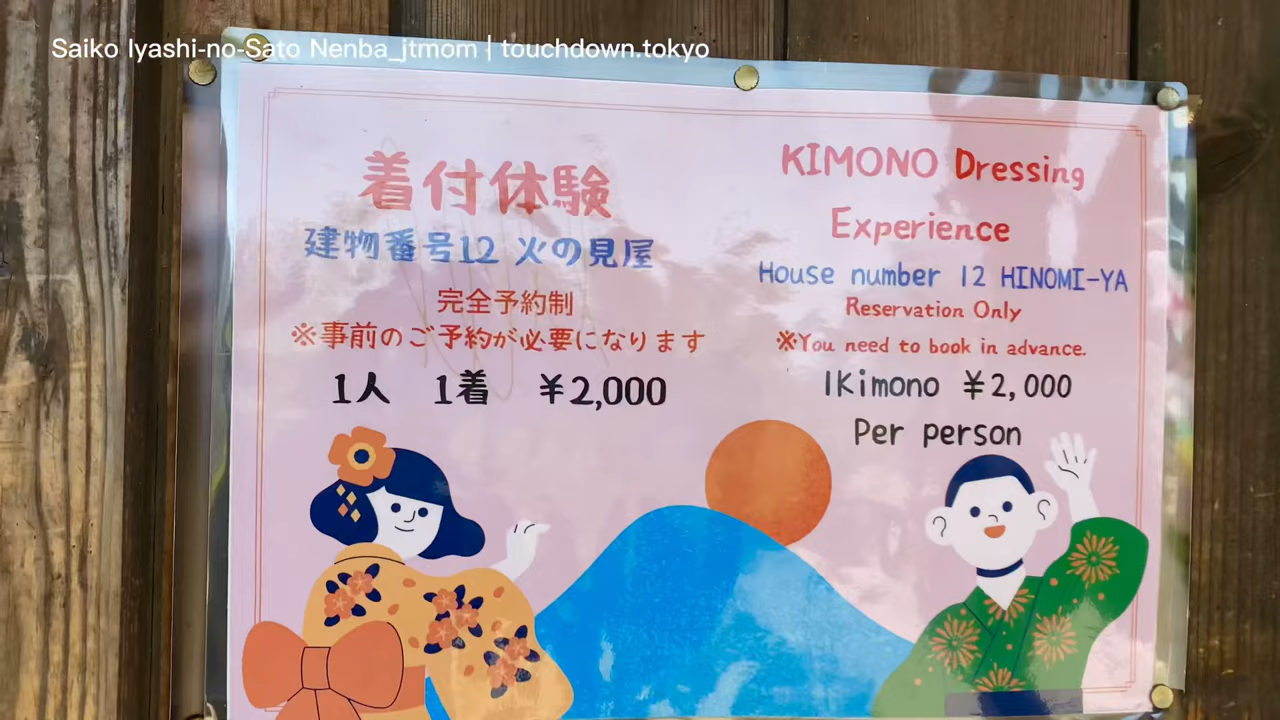 Saiko Iyashi-no-Sato Nenba_jtmom | touchdown.tokyo
着付体験
建物番号12 火の見屋
完全予約制
※事前のご予約が必要になります
1人 1着 ¥2,000
KIMONO Dressing
Experience
House number 12 HINOMI-YA
Reservation Only
※You need to book in advance.
1Kimono ¥2,000
Per person